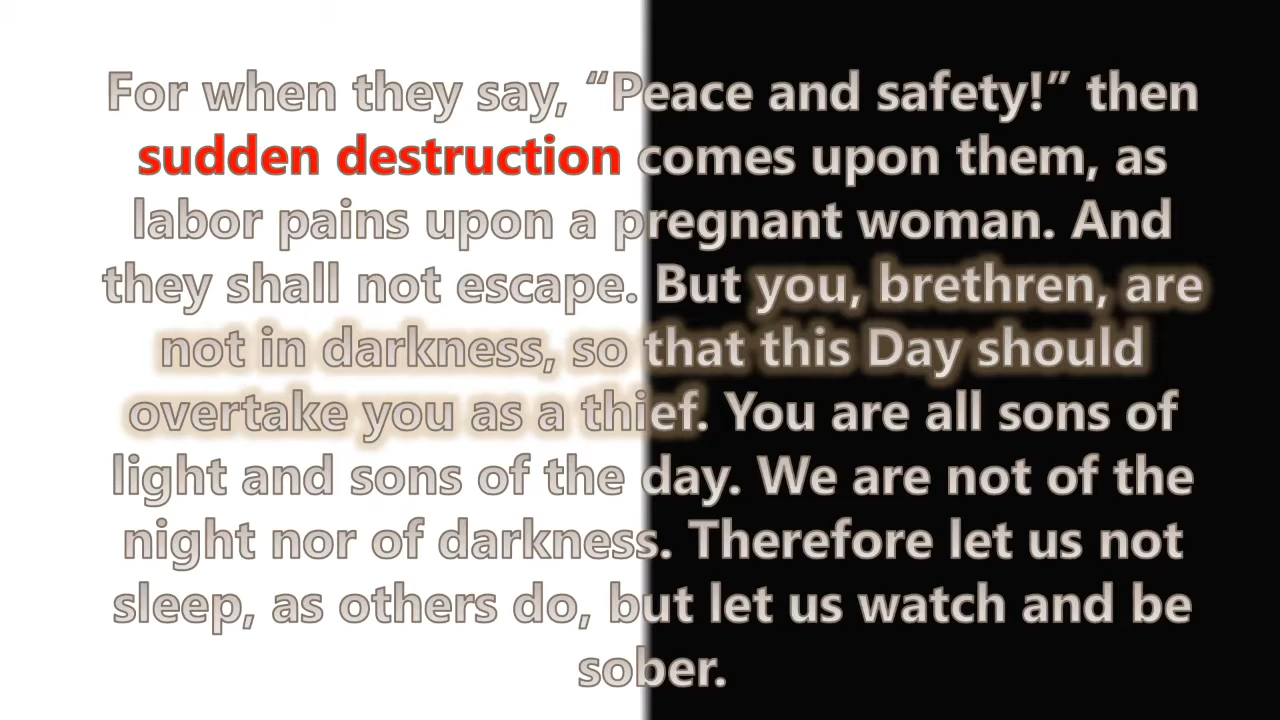 For when they say, “Peace and safety!” then
sudden destruction comes upon them, as
labor pains upon a pregnant woman. And
they shall not escape. But you, brethren, are
not in darkness, so that this Day should
overtake you as a thief. You are all sons of
light and sons of the day. We are not of the
night nor of darkness. Therefore let us not
sleep, as others do, but let us watch and be
sober.